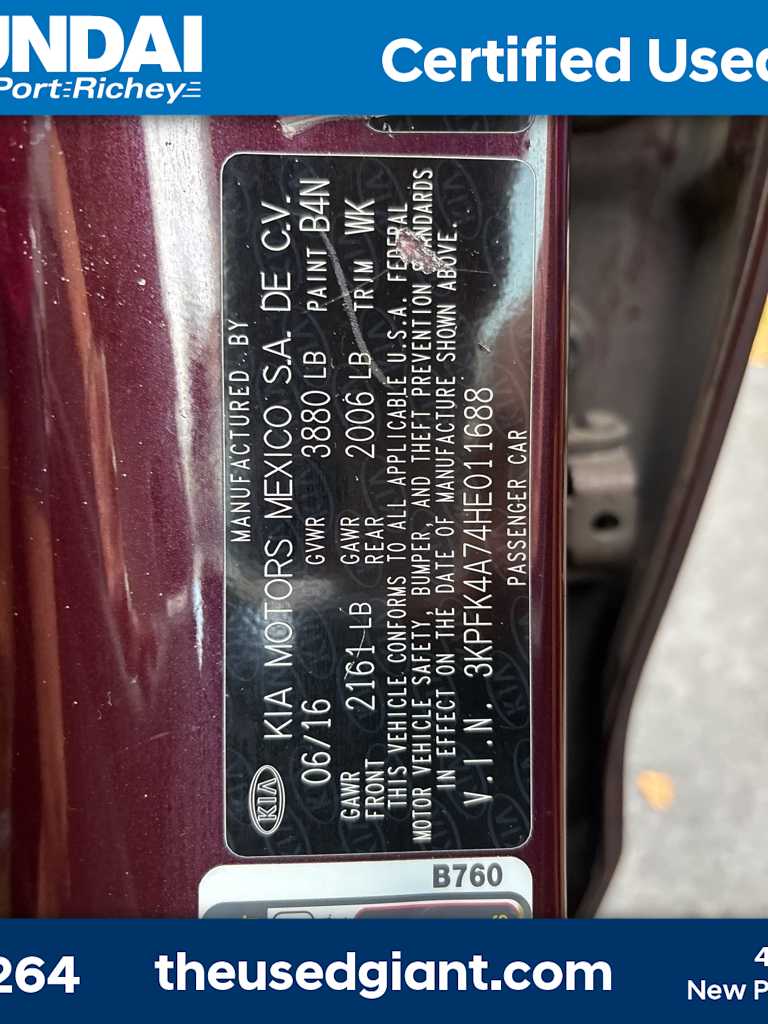 UNDAI
Port Richey
Certified Used
MANUFACTURED BY
KIA MOTORS MEXICO S.A. DE C.V.
06/16 GVWR 3880 LB PAINT B4N
GAWR FRONT 2161 LB GAWR REAR 2006 LB TRIM WK
THIS VEHICLE CONFORMS TO ALL APPLICABLE U.S.A. FEDERAL
MOTOR VEHICLE SAFETY, BUMPER, AND THEFT PREVENTION STANDARDS
IN EFFECT ON THE DATE OF MANUFACTURE SHOWN ABOVE.
V.I.N. 3KPFK4A74HE011688
PASSENGER CAR
KIA
B760
264
theusedgiant.com
4
New P